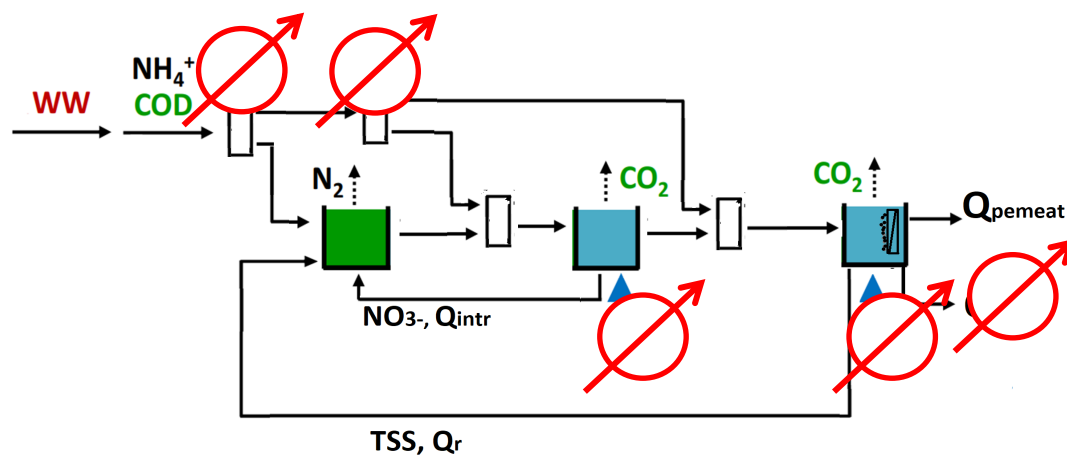 NH₄⁺
WW
COD
N₂
CO₂
CO₂
Qpemeat
NO3-, Qintr
TSS, Qr